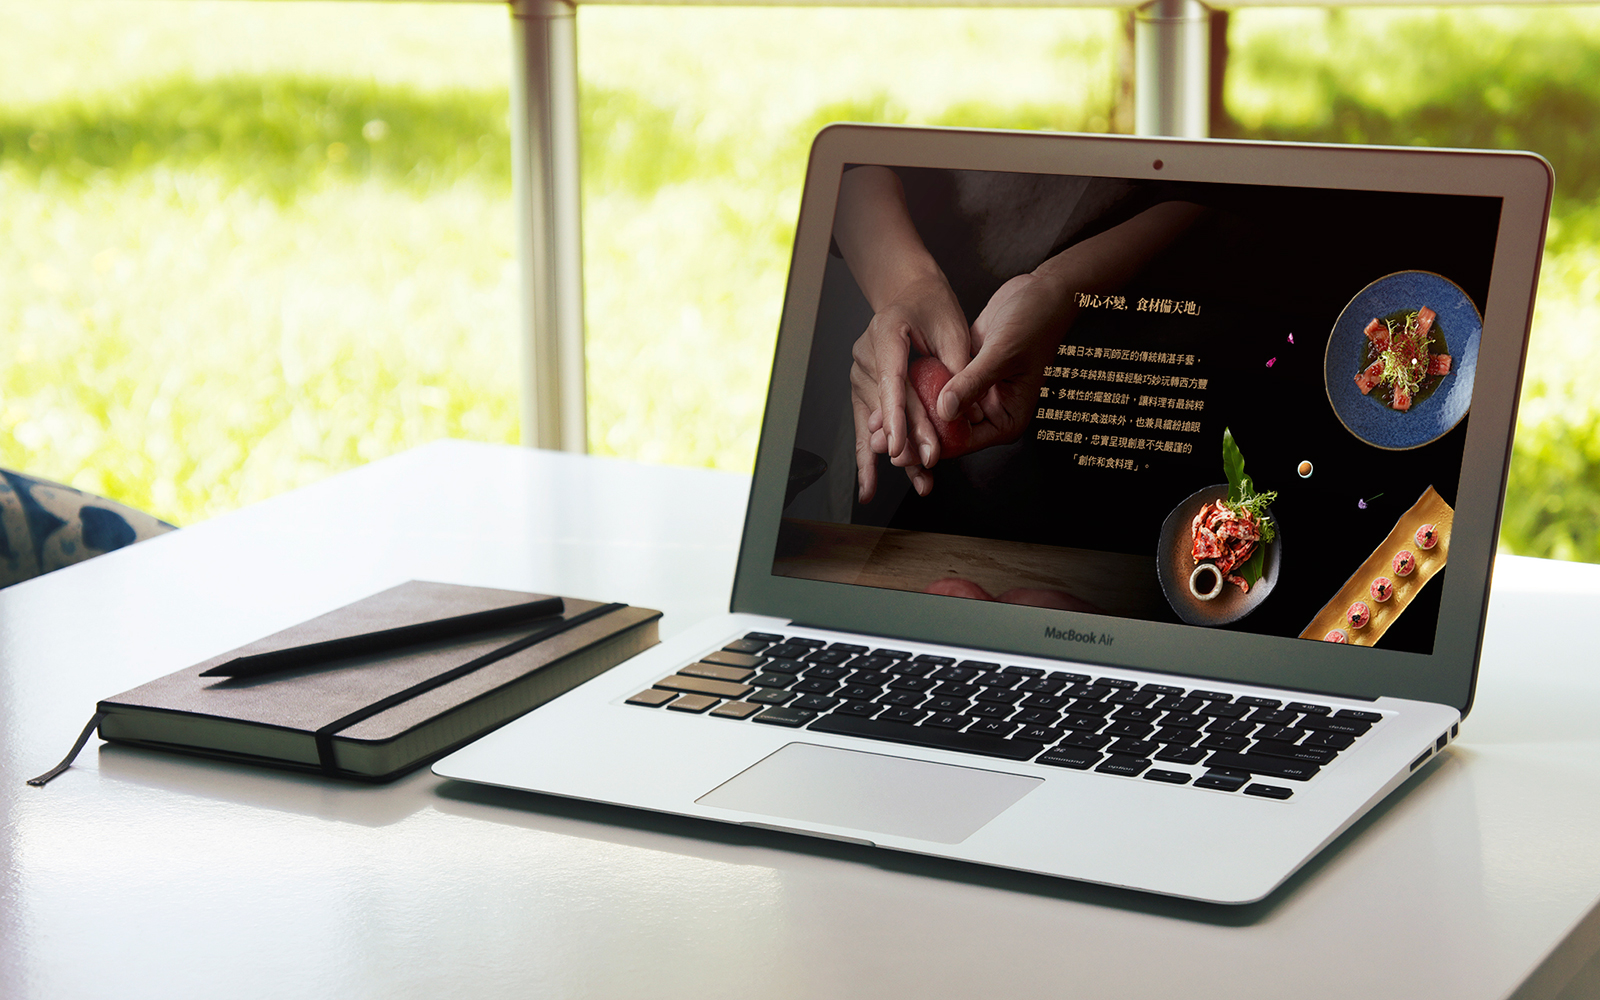 「初心不變，食材備天地」
承襲日本壽司師匠的傳統精湛手藝，
並憑著多年純熟廚藝經驗巧妙玩轉西方豐
富、多樣性的擺盤設計，讓料理有最純粹
且最鮮美的和食滋味外，也兼具繽紛搶眼
的西式風貌，忠實呈現創意不失嚴謹的
「創作和食料理」。
MacBook Air
delete
return
shift
command
option